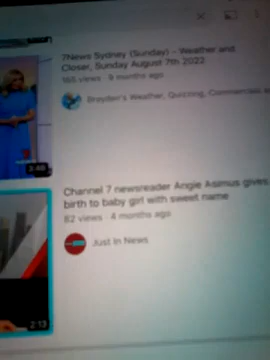 7News Sydney (Sunday) - Weather and
Closer, Sunday August 7th 2022
165 views · 9 months ago
Brayden's Weather, Quizzing, Commercials
3:48
Channel 7 newsreader Angie Asimus gives
birth to baby girl with sweet name
82 views · 4 months ago
Just In News
2:13